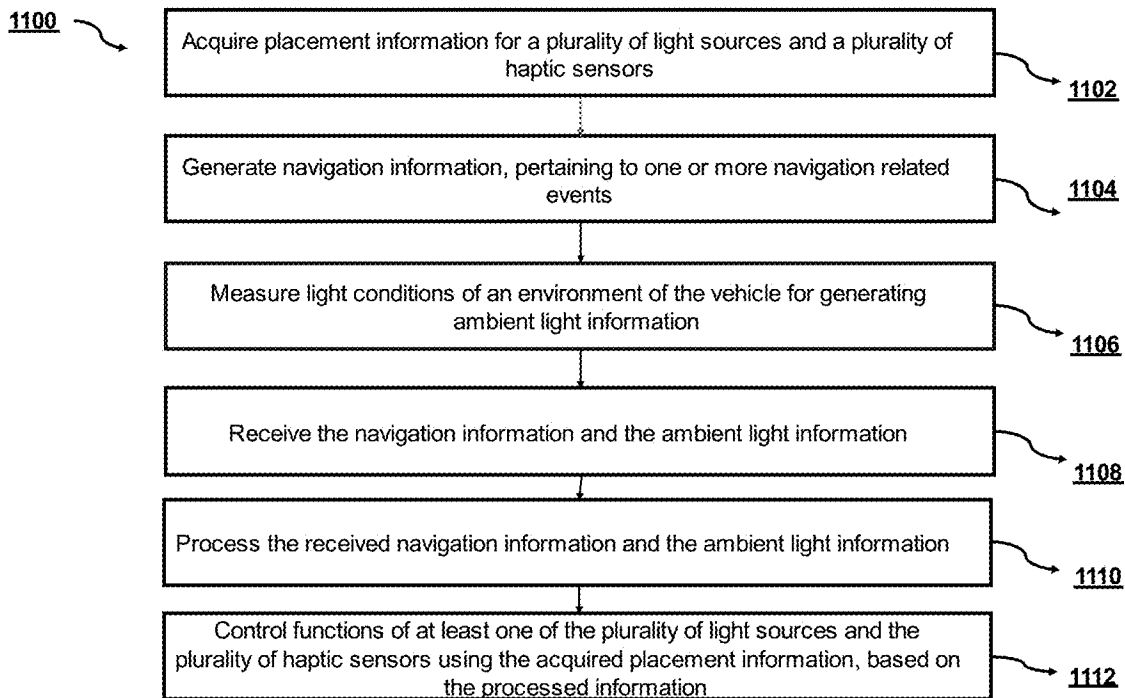 1100
Acquire placement information for a plurality of light sources and a plurality of
haptic sensors
1102
Generate navigation information, pertaining to one or more navigation related
events
1104
Measure light conditions of an environment of the vehicle for generating
ambient light information
1106
Receive the navigation information and the ambient light information
1108
Process the received navigation information and the ambient light information
1110
Control functions of at least one of the plurality of light sources and the
plurality of haptic sensors using the acquired placement information, based on
the processed information
1112